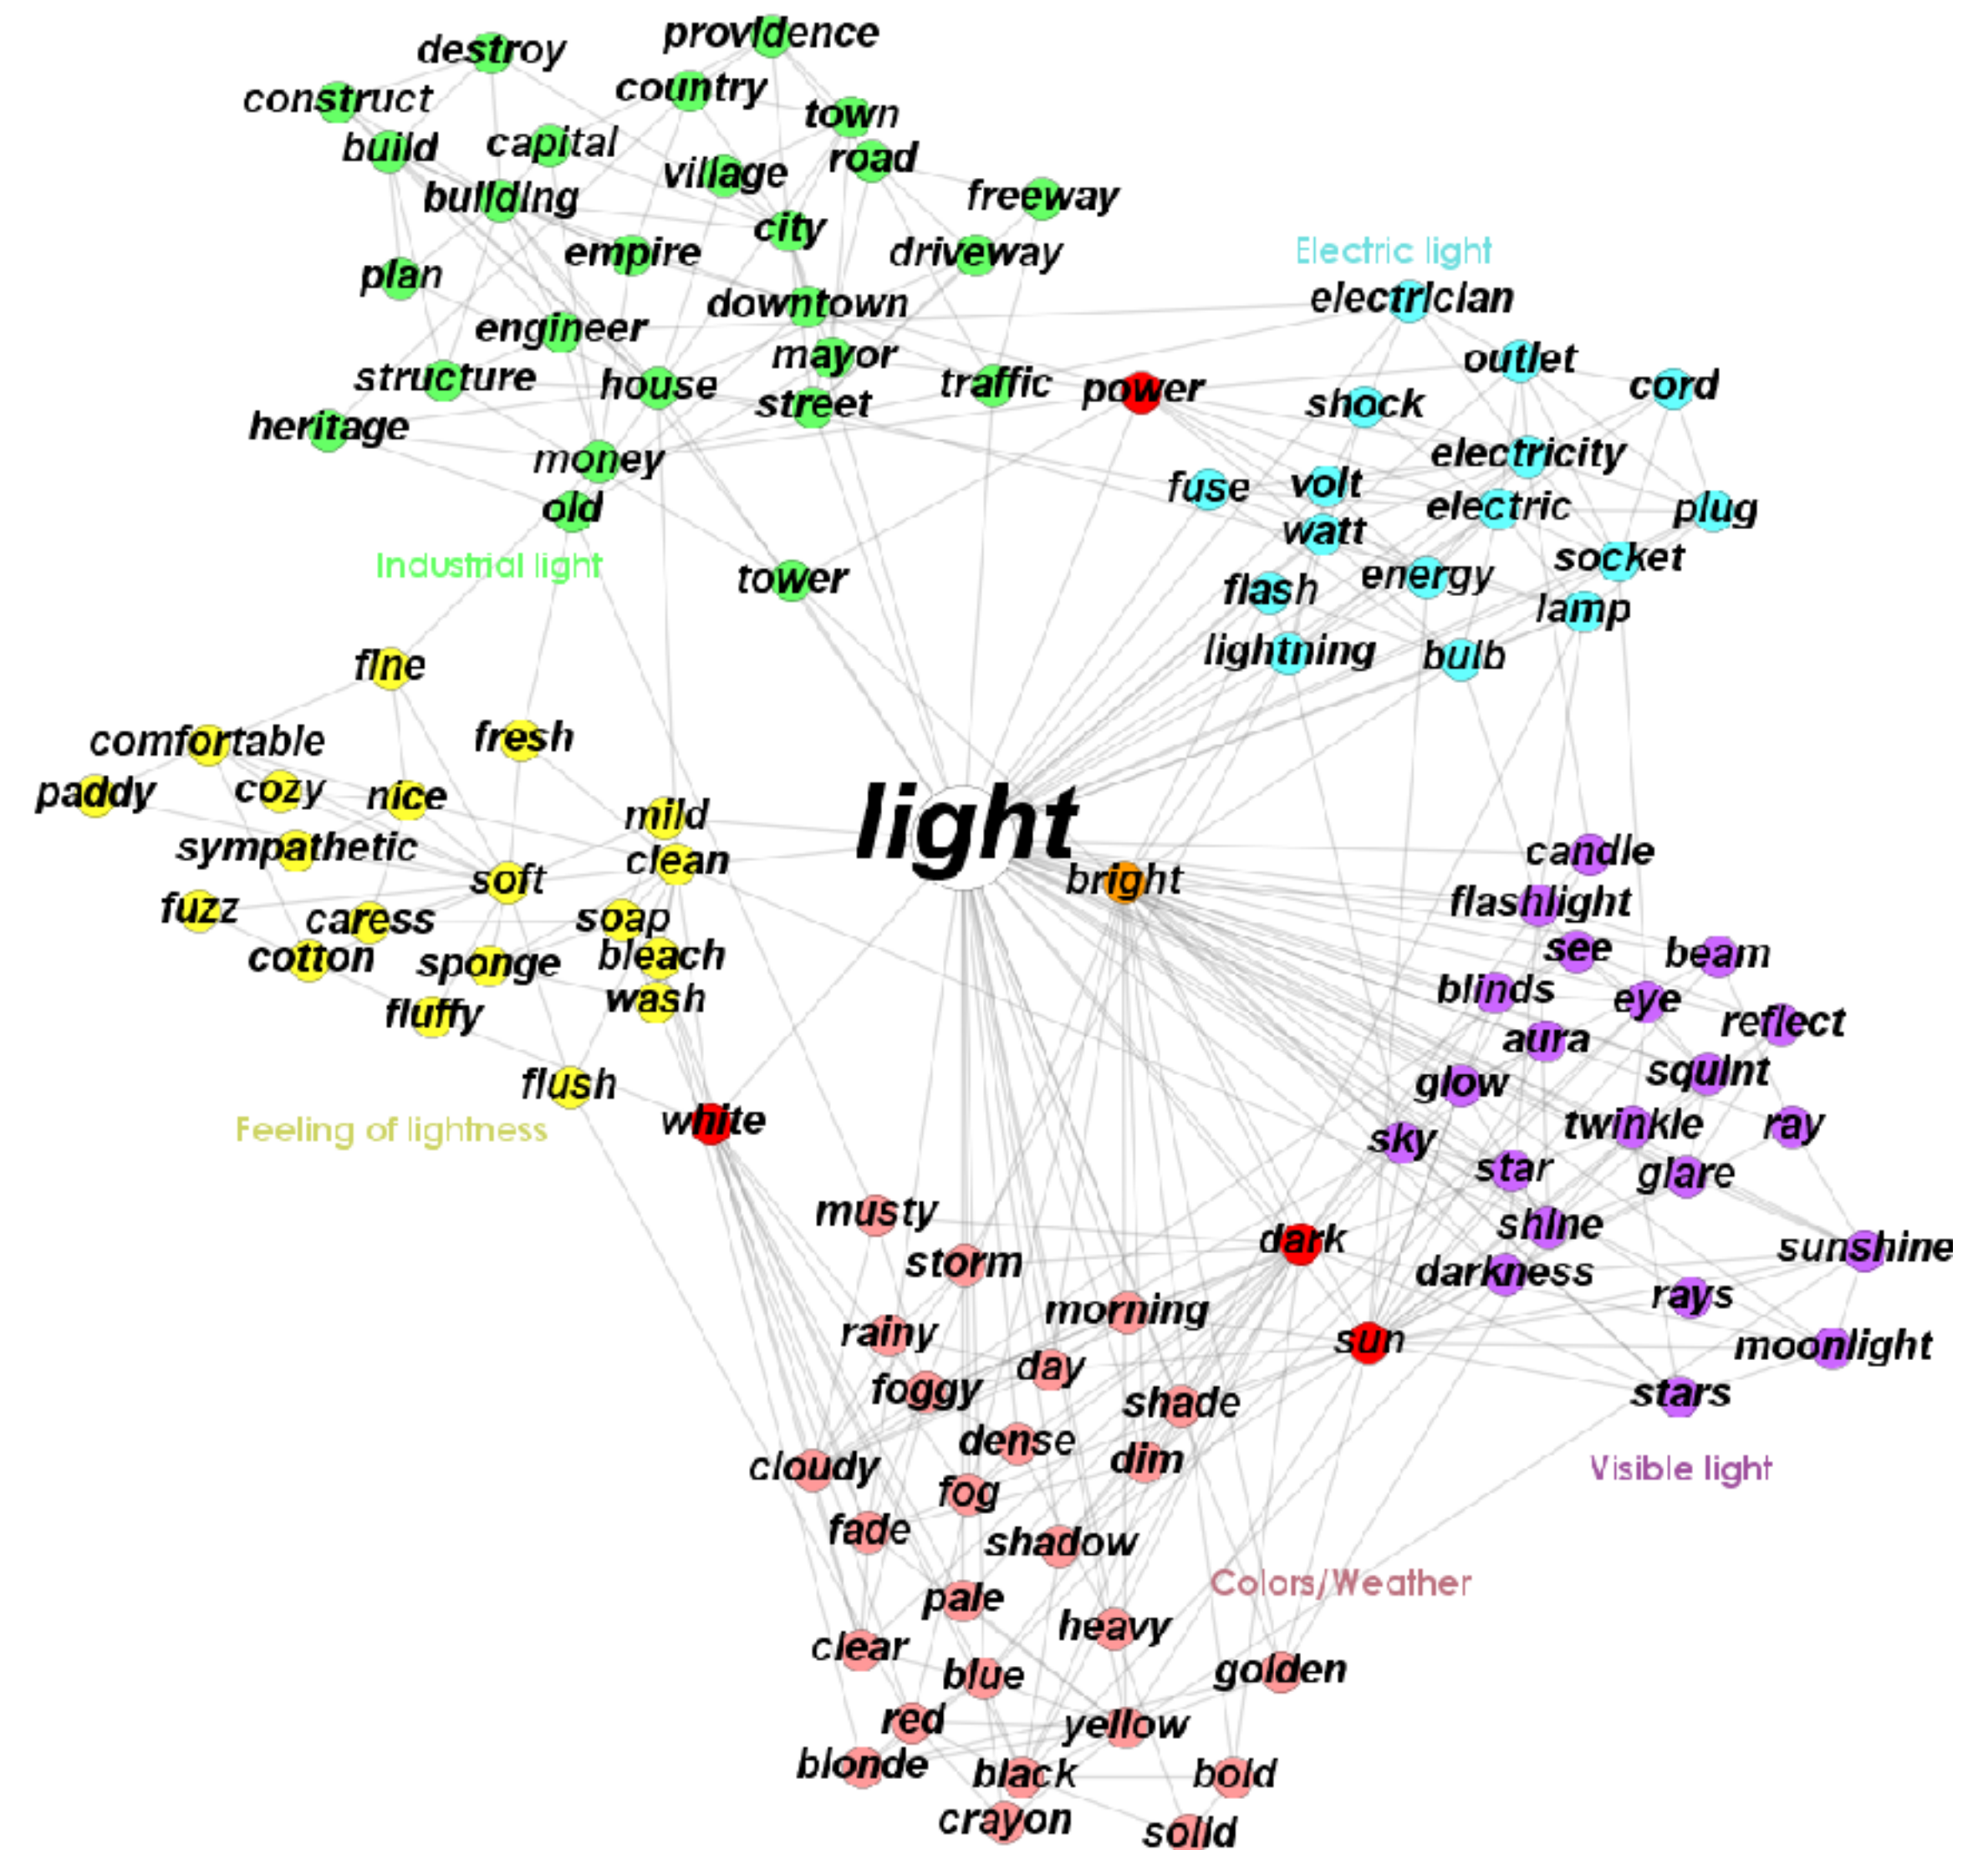 destroy
providence
construct
country
town
build
capital
village
road
building
freeway
city
empire
driveway
Electric light
plan
downtown
electrician
engineer
mayor
outlet
structure
house
street
traffic
power
shock
cord
heritage
money
electricity
fuse
volt
old
electric
plug
watt
Industrial light
tower
flash
energy
socket
lamp
lightning
bulb
fine
comfortable
fresh
paddy
cozy
nice
mild
light
sympathetic
clean
bright
candle
soft
fuzz
caress
soap
flashlight
cotton
sponge
bleach
see
beam
wash
blinds
eye
fluffy
reflect
aura
flush
glow
squint
Feeling of lightness
white
sky
twinkle
ray
star
glare
musty
dark
shine
storm
darkness
sunshine
rays
morning
rainy
sun
moonlight
day
foggy
shade
stars
dense
dim
cloudy
fog
Visible light
fade
shadow
Colors/Weather
pale
heavy
clear
blue
golden
red
yellow
blonde
black
bold
crayon
solid